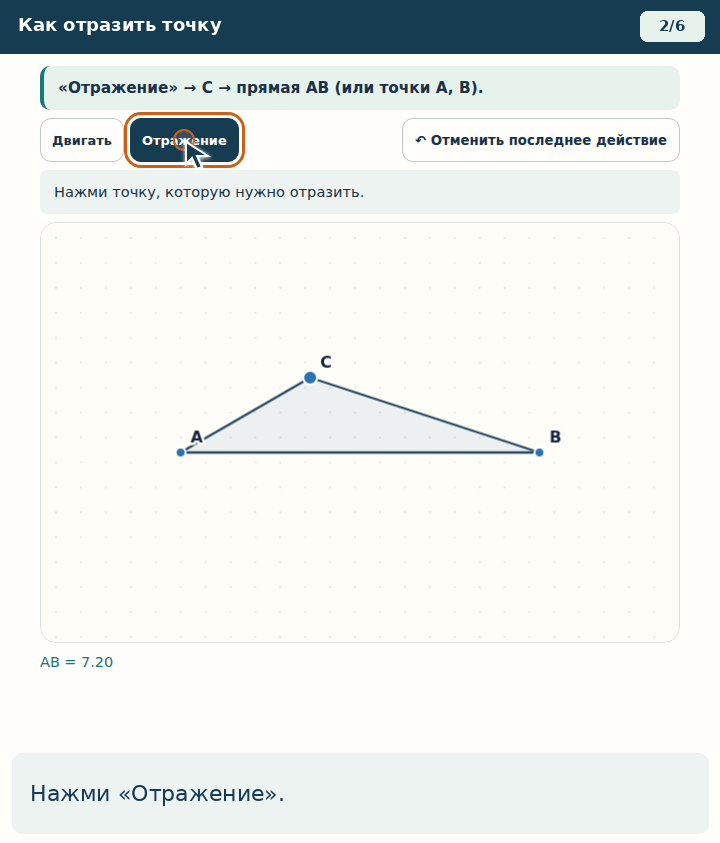 Как отразить точку
2/6
«Отражение» → C → прямая AB (или точки A, B).
Двигать
Отражение
↶ Отменить последнее действие
Нажми точку, которую нужно отразить.
C
A
B
AB = 7.20
Нажми «Отражение».